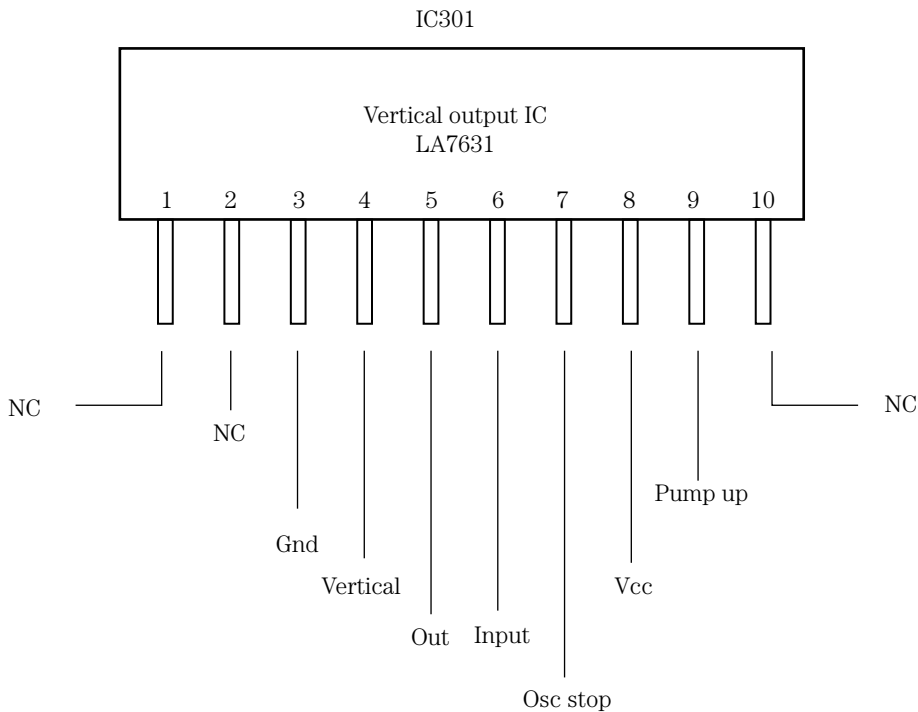 IC301
Vertical output IC
LA7631
1 2 3 4 5 6 7 8 9 10
NC
NC
NC
Pump up
Gnd
Vertical
Vcc
Out
Input
Osc stop